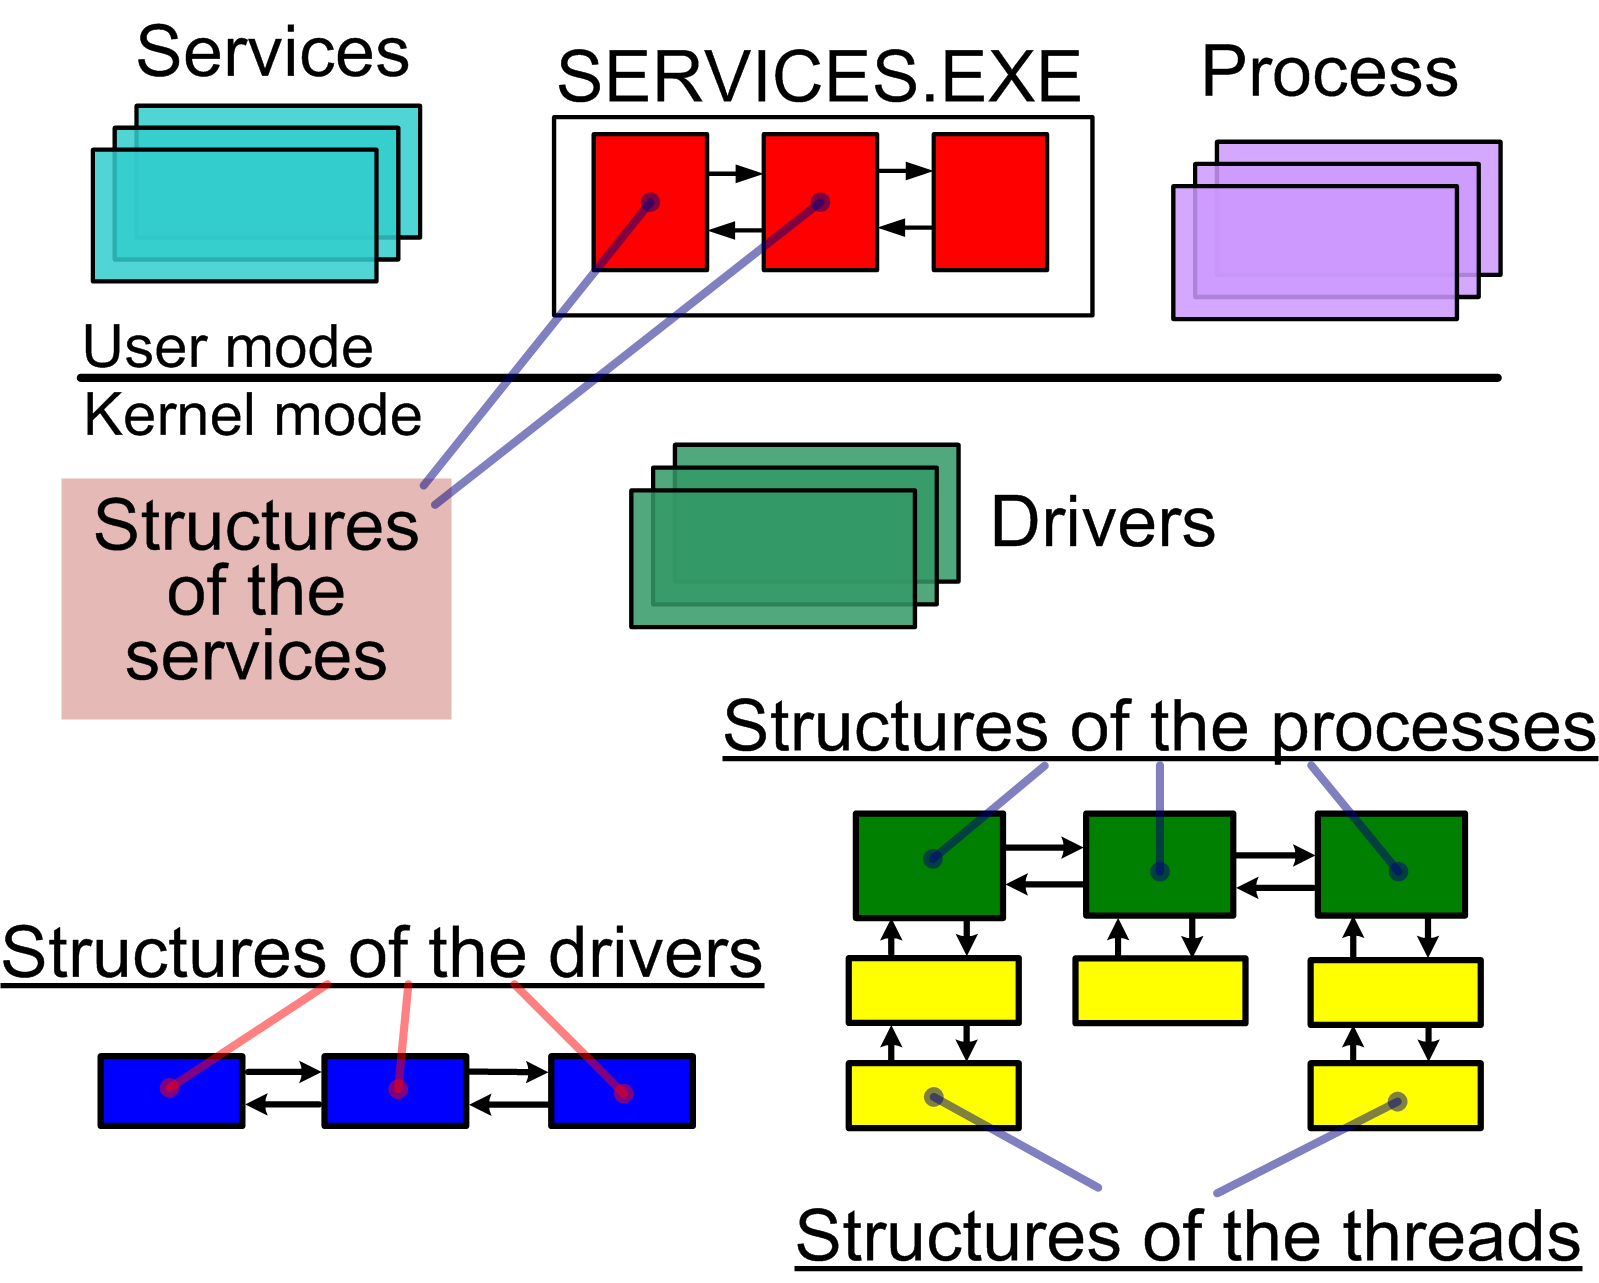 Services
SERVICES.EXE
Process
User mode
Kernel mode
Structures
of the
services
Drivers
Structures of the processes
Structures of the drivers
Structures of the threads